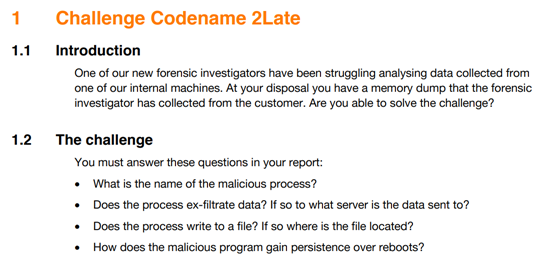 1 Challenge Codename 2Late
1.1 Introduction
One of our new forensic investigators have been struggling analysing data collected from
one of our internal machines. At your disposal you have a memory dump that the forensic
investigator has collected from the customer. Are you able to solve the challenge?
1.2 The challenge
You must answer these questions in your report:
• What is the name of the malicious process?
• Does the process ex-filtrate data? If so to what server is the data sent to?
• Does the process write to a file? If so where is the file located?
• How does the malicious program gain persistence over reboots?